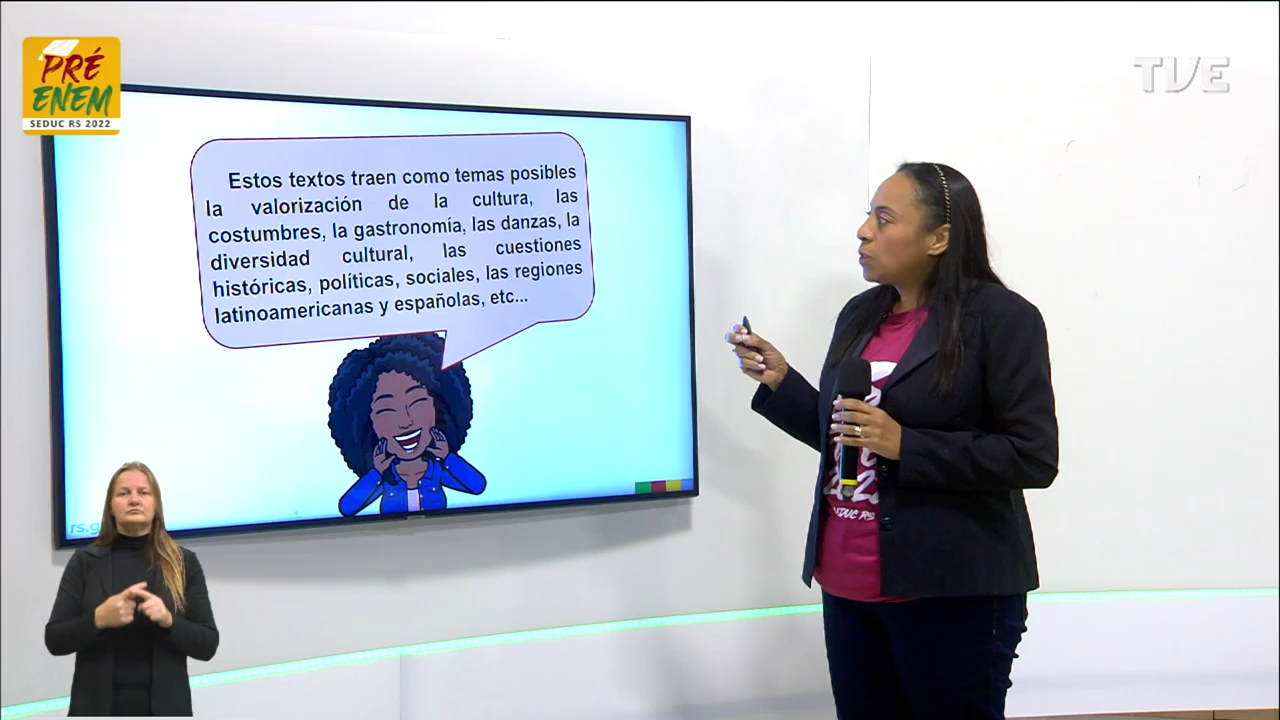 PRÉ
ENEM
SEDUC RS 2022
TVE
Estos textos traen como temas posibles
la valorización de la cultura, las
costumbres, la gastronomía, las danzas, la
diversidad cultural, las cuestiones
históricas, políticas, sociales, las regiones
latinoamericanas y españolas, etc...
rs.g
SEDUC RS